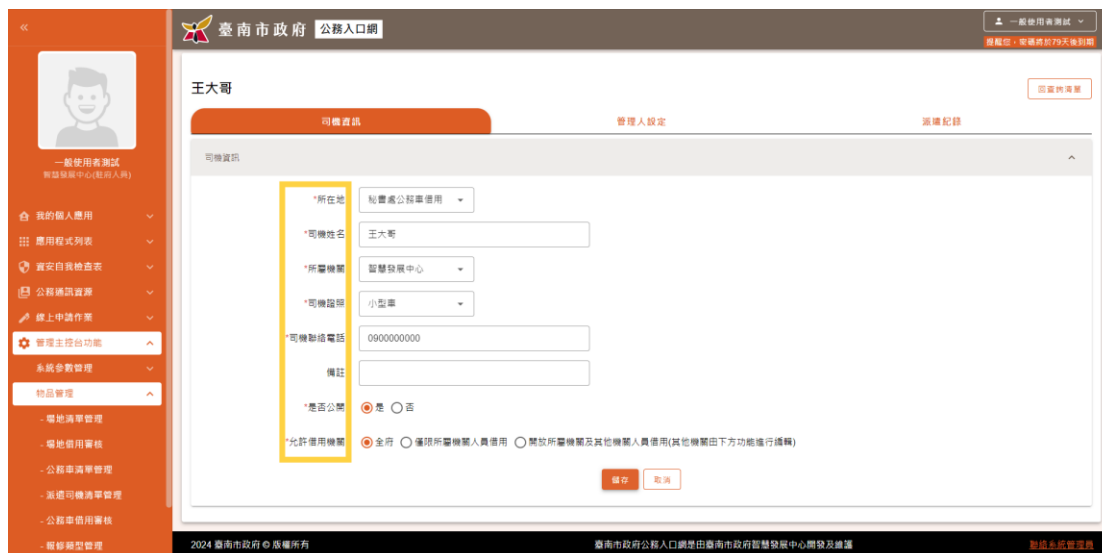 «
臺南市政府 公務入口網
一般使用者測試
提醒您，密碼將於79天後到期
王大哥
回查詢清單
司機資訊
管理人設定
派遣紀錄
司機資訊
一般使用者測試
智慧發展中心(駐府人員)
我的個人應用
應用程式列表
資安自我檢查表
公務通訊資源
線上申請作業
管理主控台功能
系統參數管理
物品管理
- 場地清單管理
- 場地借用審核
- 公務車清單管理
- 派遣司機清單管理
- 公務車借用審核
- 報修類型管理
*所在地 秘書處公務車借用
*司機姓名 王大哥
*所屬機關 智慧發展中心
*司機證照 小型車
*司機聯絡電話 0900000000
備註
*是否公開 是 否
*允許借用機關 全府 僅限所屬機關人員借用 開放所屬機關及其他機關人員借用(其他機關由下方功能進行編輯)
儲存 取消
2024 臺南市政府 © 版權所有
臺南市政府公務入口網是由臺南市政府智慧發展中心開發及維護
聯絡系統管理員